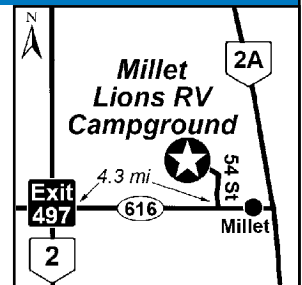 N
2A
Millet
Lions RV
Campground
54 St
4.3 mi
Exit
497
616
Millet
2